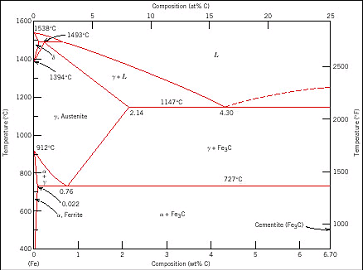 Composition (at% C)
0 5 10 15 20 25
1600
1538°C
1493°C
L
1400
δ
1394°C
γ + L
2500
1200
1147°C
2.14
4.30
γ, Austenite
2000
Temperature (°C)
Temperature (°F)
1000
γ + Fe3C
912°C
1500
800
α + γ
727°C
0.76
0.022
600
α, Ferrite
α + Fe3C
Cementite (Fe3C)
1000
400
0 1 2 3 4 5 6 6.70
(Fe)
Composition (wt% C)